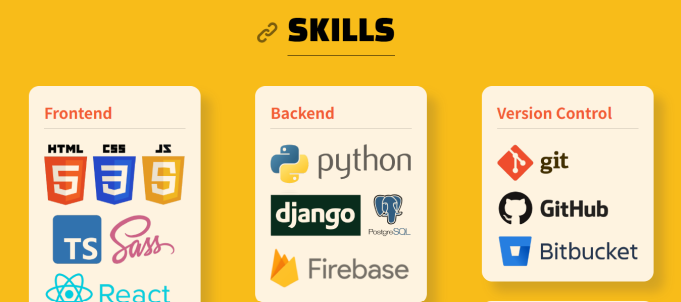 SKILLS
Frontend
HTML CSS JS
5 3 5
TS Sass
React
Backend
python
django PostgreSQL
Firebase
Version Control
git
GitHub
Bitbucket